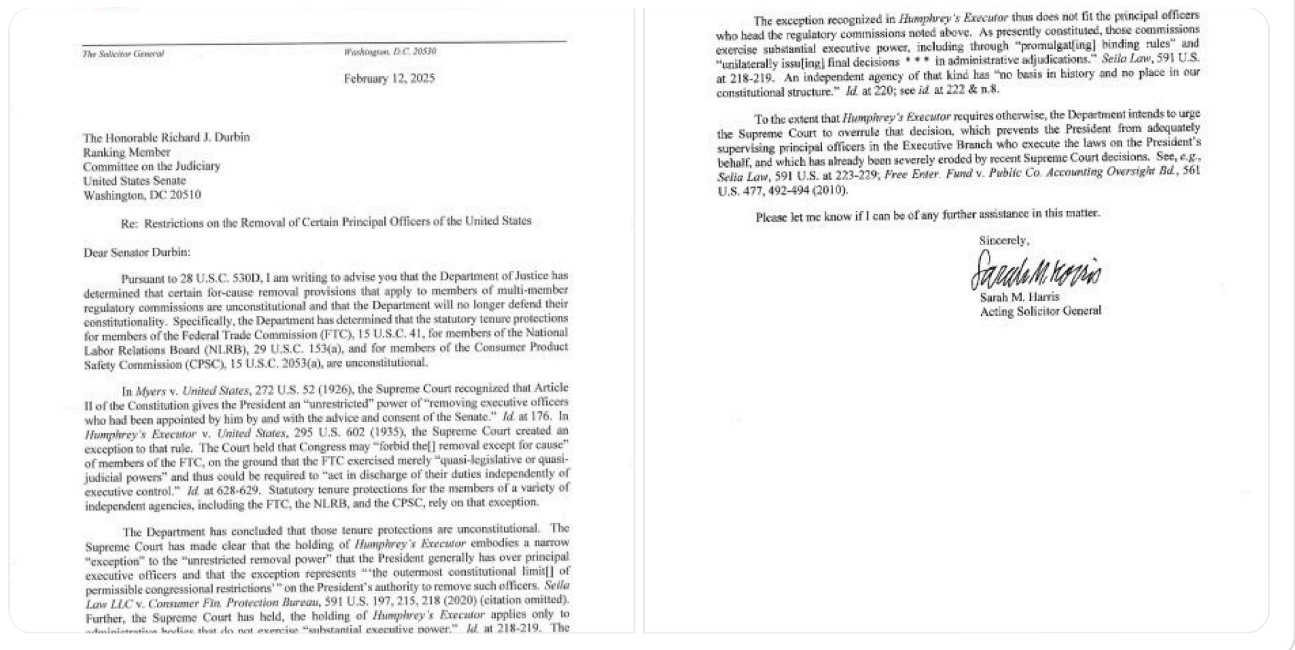 The Solicitor General
Washington, D.C. 20530
February 12, 2025
The Honorable Richard J. Durbin
Ranking Member
Committee on the Judiciary
United States Senate
Washington, DC 20510
Re: Restrictions on the Removal of Certain Principal Officers of the United States
Dear Senator Durbin:
Pursuant to 28 U.S.C. 530D, I am writing to advise you that the Department of Justice has
determined that certain for-cause removal provisions that apply to members of multi-member
regulatory commissions are unconstitutional and that the Department will no longer defend their
constitutionality. Specifically, the Department has determined that the statutory tenure protections
for members of the Federal Trade Commission (FTC), 15 U.S.C. 41, for members of the National
Labor Relations Board (NLRB), 29 U.S.C. 153(a), and for members of the Consumer Product
Safety Commission (CPSC), 15 U.S.C. 2053(a), are unconstitutional.
In Myers v. United States, 272 U.S. 52 (1926), the Supreme Court recognized that Article
II of the Constitution gives the President an “unrestricted” power of “removing executive officers
who had been appointed by him by and with the advice and consent of the Senate.” Id. at 176. In
Humphrey’s Executor v. United States, 295 U.S. 602 (1935), the Supreme Court created an
exception to that rule. The Court held that Congress may “forbid the[] removal except for cause”
of members of the FTC, on the ground that the FTC exercised merely “quasi-legislative or quasi-
judicial powers” and thus could be required to “act in discharge of their duties independently of
executive control.” Id. at 628-629. Statutory tenure protections for the members of a variety of
independent agencies, including the FTC, the NLRB, and the CPSC, rely on that exception.
The Department has concluded that those tenure protections are unconstitutional. The
Supreme Court has made clear that the holding of Humphrey’s Executor embodies a narrow
“exception” to the “unrestricted removal power” that the President generally has over principal
executive officers and that the exception represents “‘the outermost constitutional limit[] of
permissible congressional restrictions’” on the President’s authority to remove such officers. Seila
Law LLC v. Consumer Fin. Protection Bureau, 591 U.S. 197, 215, 218 (2020) (citation omitted).
Further, the Supreme Court has held, the holding of Humphrey’s Executor applies only to
administrative bodies that do not exercise “substantial executive power.” Id. at 218-219. The
The exception recognized in Humphrey’s Executor thus does not fit the principal officers
who head the regulatory commissions noted above. As presently constituted, those commissions
exercise substantial executive power, including through “promulgat[ing] binding rules” and
“unilaterally issu[ing] final decisions * * * in administrative adjudications.” Seila Law, 591 U.S.
at 218-219. An independent agency of that kind has “no basis in history and no place in our
constitutional structure.” Id. at 220; see id. at 222 & n.8.
To the extent that Humphrey’s Executor requires otherwise, the Department intends to urge
the Supreme Court to overrule that decision, which prevents the President from adequately
supervising principal officers in the Executive Branch who execute the laws on the President’s
behalf, and which has already been severely eroded by recent Supreme Court decisions. See, e.g.,
Selia Law, 591 U.S. at 223-229; Free Enter. Fund v. Public Co. Accounting Oversight Bd., 561
U.S. 477, 492-494 (2010).
Please let me know if I can be of any further assistance in this matter.
Sincerely,
Sarah M. Harris
Sarah M. Harris
Acting Solicitor General